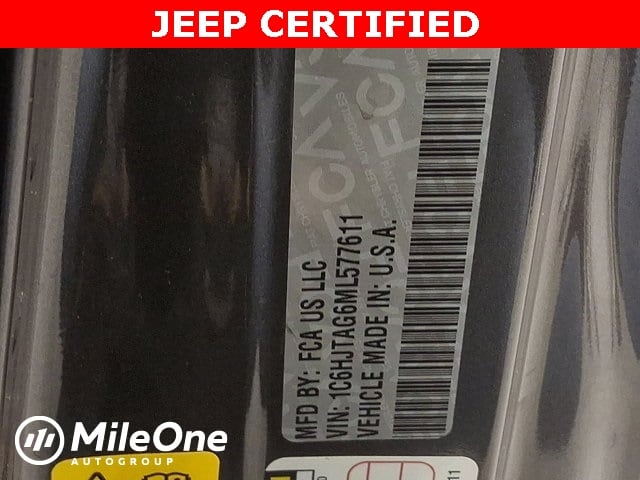 JEEP CERTIFIED
MFD BY: FCA US LLC
VIN: 1C6HJTAG6ML577611
VEHICLE MADE IN: U.S.A.
MileOne
AUTOGROUP